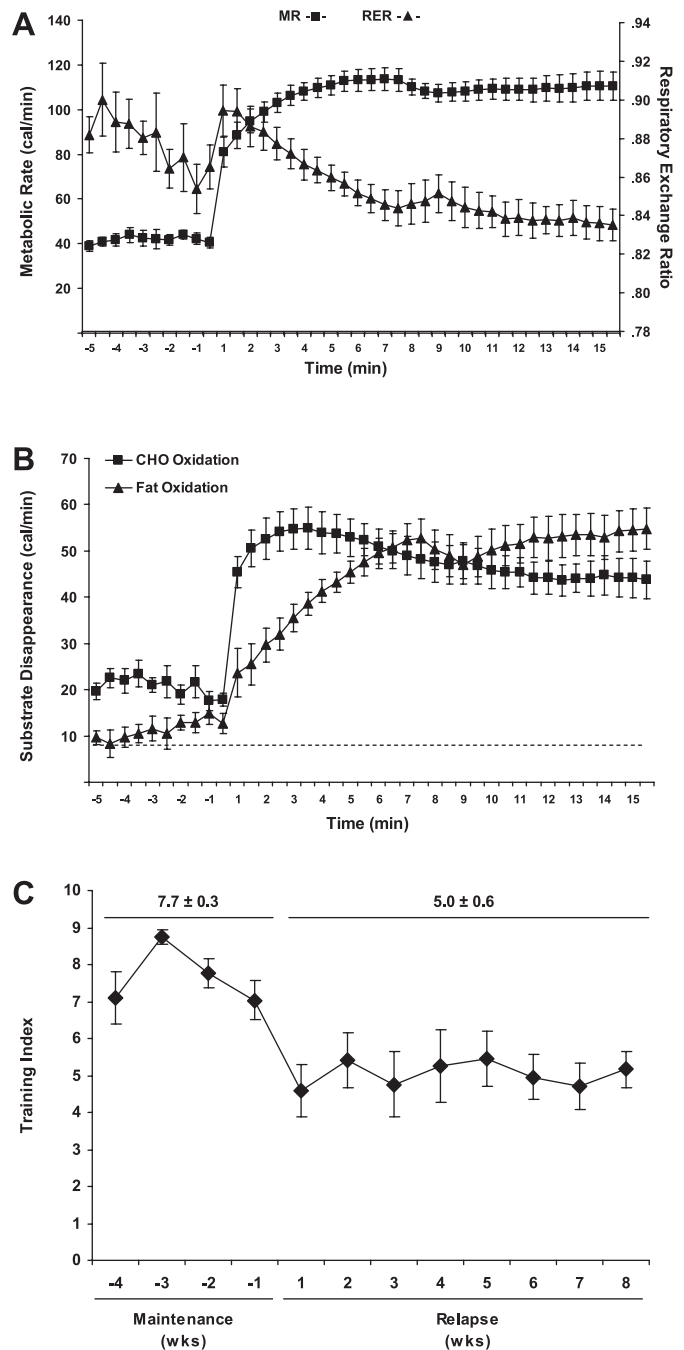 A
MR -■- RER -▲-
Metabolic Rate (cal/min)
140
120
100
80
60
40
20
Respiratory Exchange Ratio
.94
.92
.90
.88
.86
.84
.82
.80
.78
-5 -4 -3 -2 -1 1 2 3 4 5 6 7 8 9 10 11 12 13 14 15
Time (min)
B
CHO Oxidation
Fat Oxidation
Substrate Disappearance (cal/min)
70
60
50
40
30
20
10
-5 -4 -3 -2 -1 1 2 3 4 5 6 7 8 9 10 11 12 13 14 15
Time (min)
C
7.7 ± 0.3 5.0 ± 0.6
Training Index
10
9
8
7
6
5
4
3
2
1
0
-4 -3 -2 -1 1 2 3 4 5 6 7 8
Maintenance Relapse
(wks) (wks)